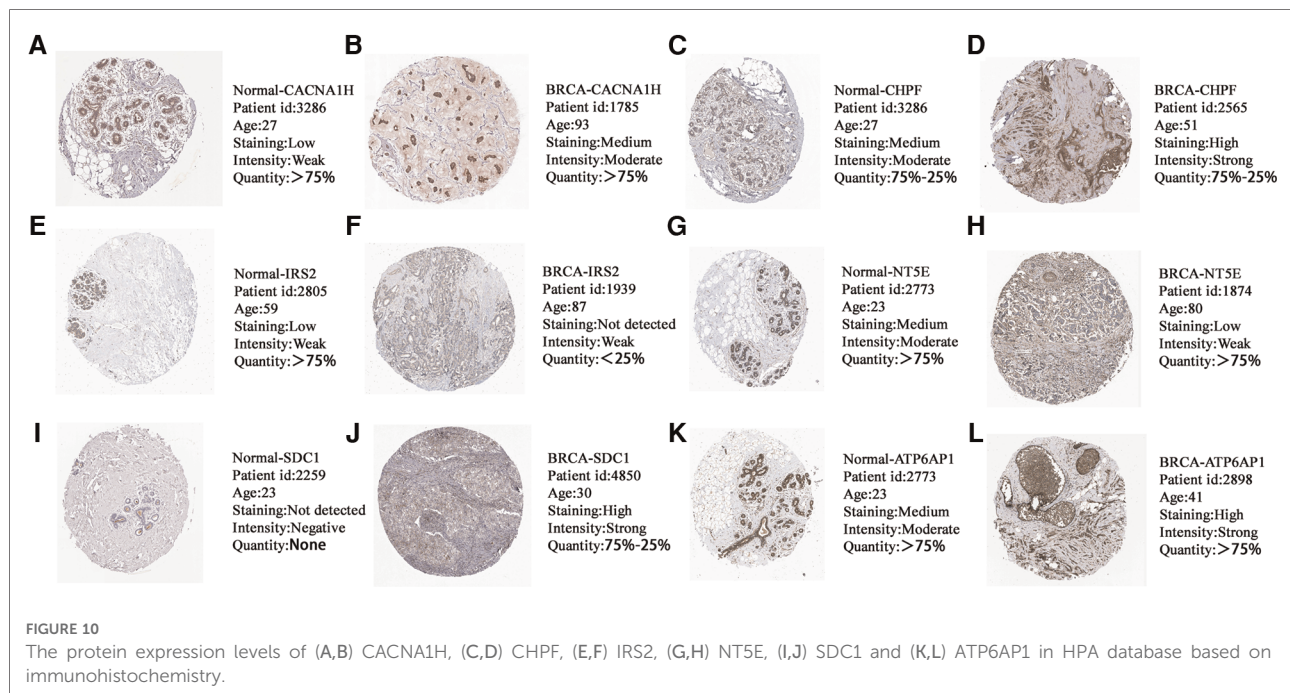 A
Normal-CACNA1H
Patient id:3286
Age:27
Staining:Low
Intensity:Weak
Quantity:>75%
B
BRCA-CACNA1H
Patient id:1785
Age:93
Staining:Medium
Intensity:Moderate
Quantity:>75%
C
Normal-CHPF
Patient id:3286
Age:27
Staining:Medium
Intensity:Moderate
Quantity:75%-25%
D
BRCA-CHPF
Patient id:2565
Age:51
Staining:High
Intensity:Strong
Quantity:75%-25%
E
Normal-IRS2
Patient id:2805
Age:59
Staining:Low
Intensity:Weak
Quantity:>75%
F
BRCA-IRS2
Patient id:1939
Age:87
Staining:Not detected
Intensity:Weak
Quantity:<25%
G
Normal-NT5E
Patient id:2773
Age:23
Staining:Medium
Intensity:Moderate
Quantity:>75%
H
BRCA-NT5E
Patient id:1874
Age:80
Staining:Low
Intensity:Weak
Quantity:>75%
I
Normal-SDC1
Patient id:2259
Age:23
Staining:Not detected
Intensity:Negative
Quantity:None
J
BRCA-SDC1
Patient id:4850
Age:30
Staining:High
Intensity:Strong
Quantity:75%-25%
K
Normal-ATP6AP1
Patient id:2773
Age:23
Staining:Medium
Intensity:Moderate
Quantity:>75%
L
BRCA-ATP6AP1
Patient id:2898
Age:41
Staining:High
Intensity:Strong
Quantity:>75%
FIGURE 10
The protein expression levels of (A,B) CACNA1H, (C,D) CHPF, (E,F) IRS2, (G,H) NT5E, (I,J) SDC1 and (K,L) ATP6AP1 in HPA database based on
immunohistochemistry.